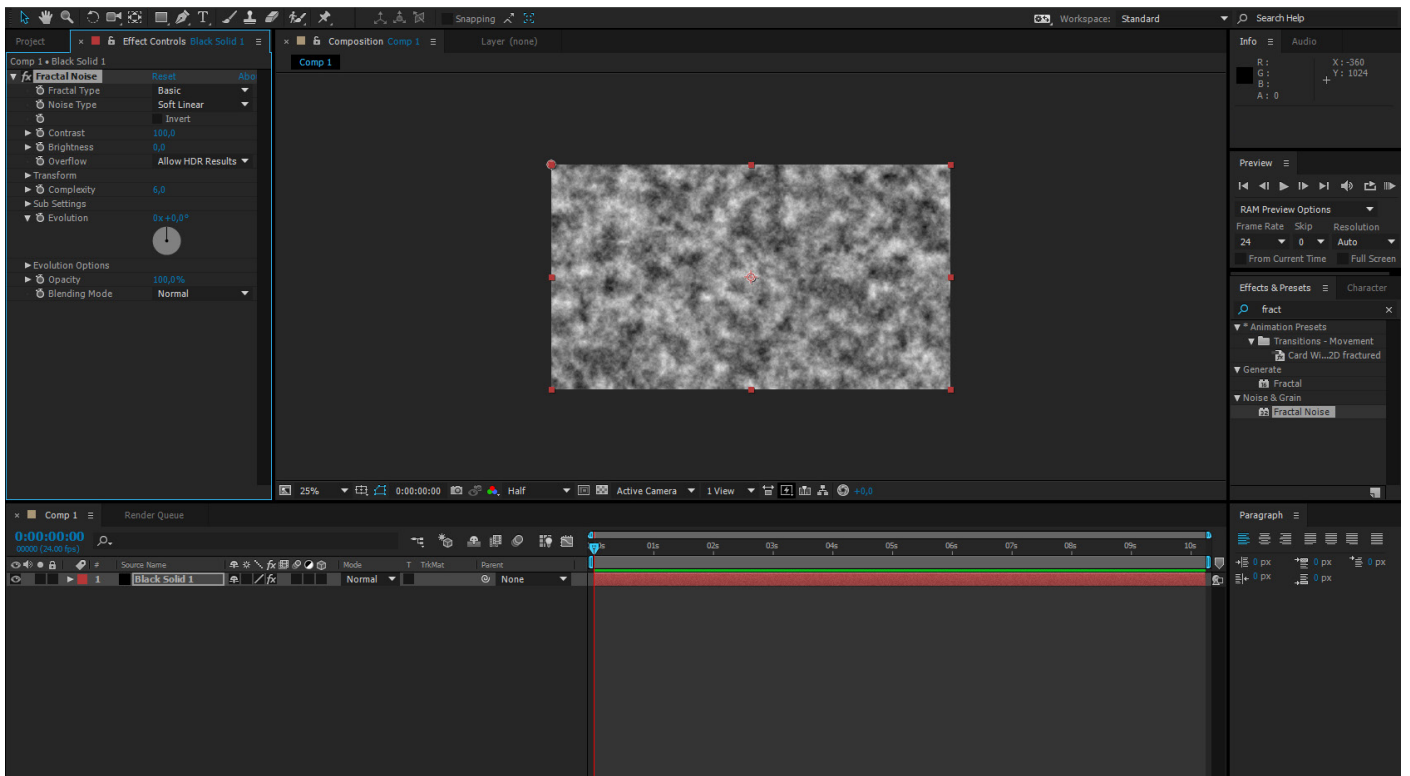 Snapping
Workspace: Standard
Search Help
Project
Effect Controls Black Solid 1
Composition Comp 1
Layer (none)
Info
Audio
Comp 1 • Black Solid 1
Comp 1
fx Fractal Noise Reset Abo
Fractal Type Basic
Noise Type Soft Linear
Invert
Contrast 100,0
Brightness 0,0
Overflow Allow HDR Results
Transform
Complexity 6,0
Sub Settings
Evolution 0x+0,0°
Evolution Options
Opacity 100,0%
Blending Mode Normal
R :
G :
B :
A : 0
X : -360
Y : 1024
Preview
RAM Preview Options
Frame Rate Skip Resolution
24 0 Auto
From Current Time Full Screen
Effects & Presets
Character
fract
* Animation Presets
Transitions - Movement
Card Wi...2D fractured
Generate
Fractal
Noise & Grain
Fractal Noise
25% 0:00:00:00 Half Active Camera 1 View +0,0
Comp 1
Render Queue
Paragraph
0:00:00:00
00000 (24.00 fps)
01s 02s 03s 04s 05s 06s 07s 08s 09s 10s
# Source Name fx Mode T TrkMat Parent
1 Black Solid 1 fx Normal None
0 px 0 px 0 px
0 px 0 px